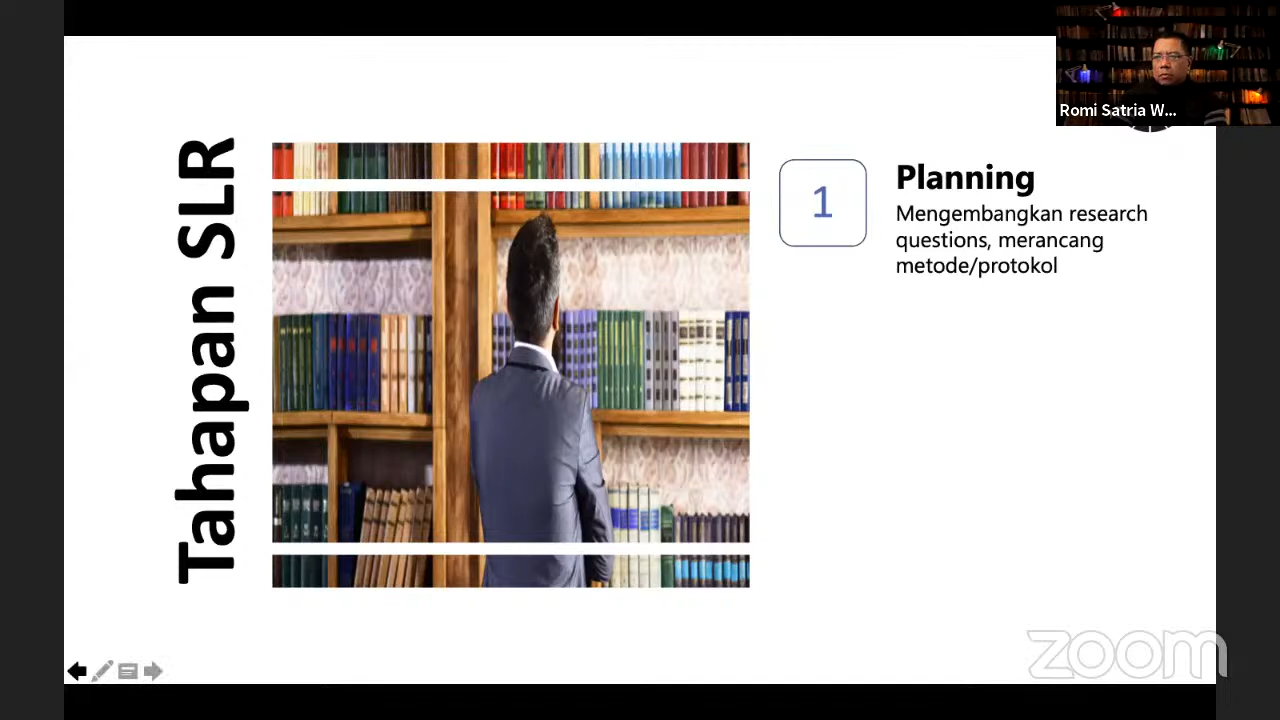 Romi Satria W...
Tahapan SLR
1
Planning
Mengembangkan research
questions, merancang
metode/protokol
zoom